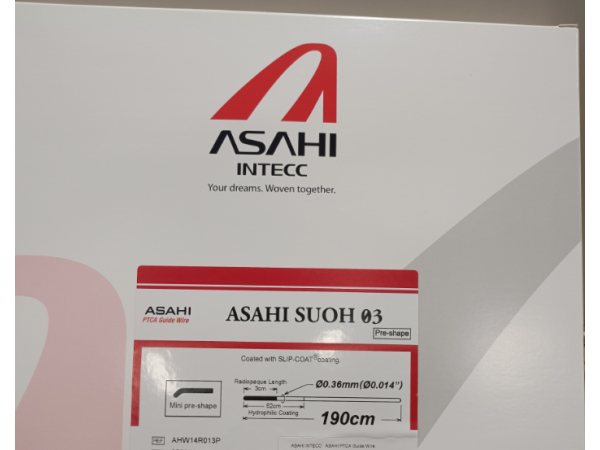 ASAHI
INTECC
Your dreams. Woven together.
ASAHI
PTCA Guide Wire
ASAHI SUOH 03
Pre-shape
Coated with SLIP-COAT® coating.
Radiopaque Length
3cm
Ø0.36mm(Ø0.014")
52cm
Hydrophilic Coating
190cm
Mini pre-shape
REF AHW14R013P
ASAHI INTECC ASAHI PTCA Guide Wire